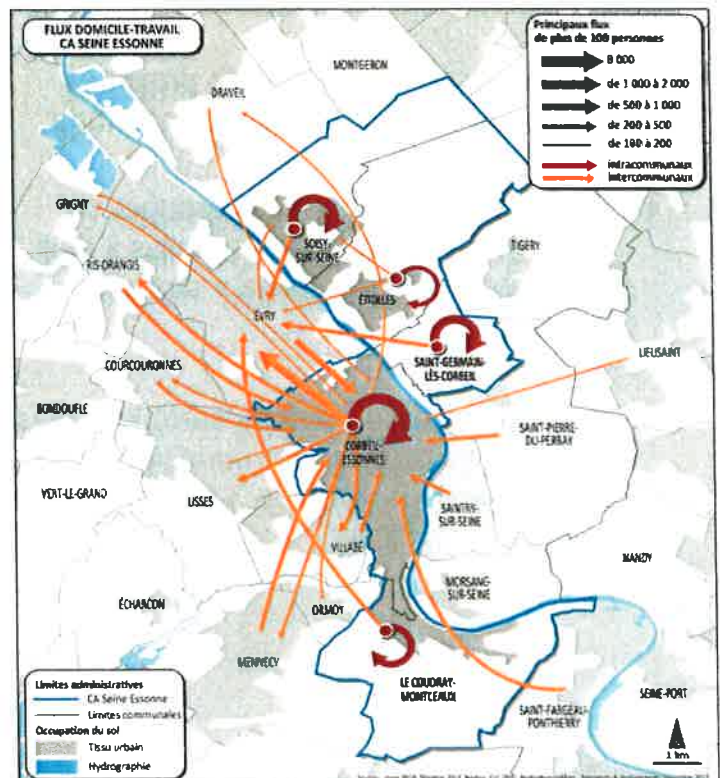 FLUX DOMICILE-TRAVAIL
CA SEINE ESSONNE
Principaux flux
de plus de 100 personnes
8 000
de 1 000 à 2 000
de 500 à 1 000
de 200 à 500
de 100 à 200
intracommunaux
intercommunaux
MONTGERON
DRAVEIL
GRIGNY
SOISY-
SUR-SEINE
TIGERY
RIS-ORANGIS
ÉTIOLLES
ÉVRY
SAINT-GERMAIN-
LÈS-CORBEIL
LIEUSAINT
COURCOURONNES
BONDOUFLE
CORBEIL-
ESSONNES
SAINT-PIERRE-
DU-PERRAY
VERT-LE-GRAND
LISSES
SAINTRY-
SUR-SEINE
VILLABÉ
NANDY
MORSANG-
SUR-SEINE
ÉCHARCON
ORMOY
MENNECY
LE COUDRAY-
MONTCEAUX
SEINE-PORT
SAINT-FARGEAU-
PONTHIERRY
Limites administratives
CA Seine Essonne
Limites communales
Occupation du sol
Tissu urbain
Hydrographie
1 km